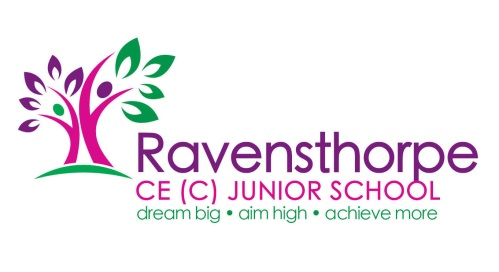 Ravensthorpe
CE (C) JUNIOR SCHOOL
dream big • aim high • achieve more